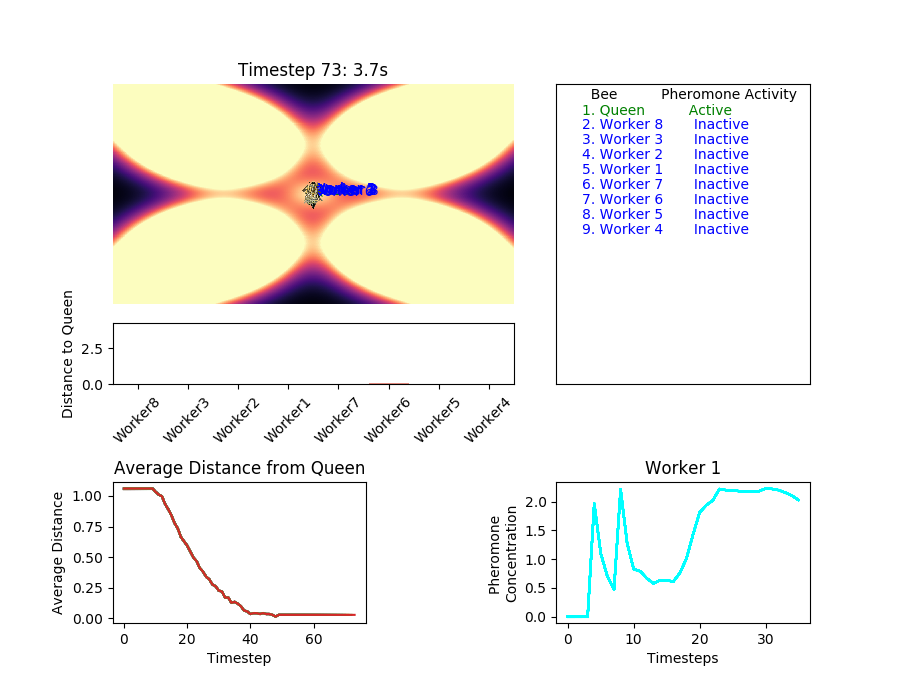 Timestep 73: 3.7s
Bee Pheromone Activity
1. Queen Active
2. Worker 8 Inactive
3. Worker 3 Inactive
4. Worker 2 Inactive
5. Worker 1 Inactive
6. Worker 7 Inactive
7. Worker 6 Inactive
8. Worker 5 Inactive
9. Worker 4 Inactive
Distance to Queen
2.5
0.0
Worker8 Worker3 Worker2 Worker1 Worker7 Worker6 Worker5 Worker4
Average Distance from Queen
Average Distance
1.00
0.75
0.50
0.25
0.00
0 20 40 60
Timestep
Worker 1
Pheromone
Concentration
2.0
1.5
1.0
0.5
0.0
0 10 20 30
Timesteps